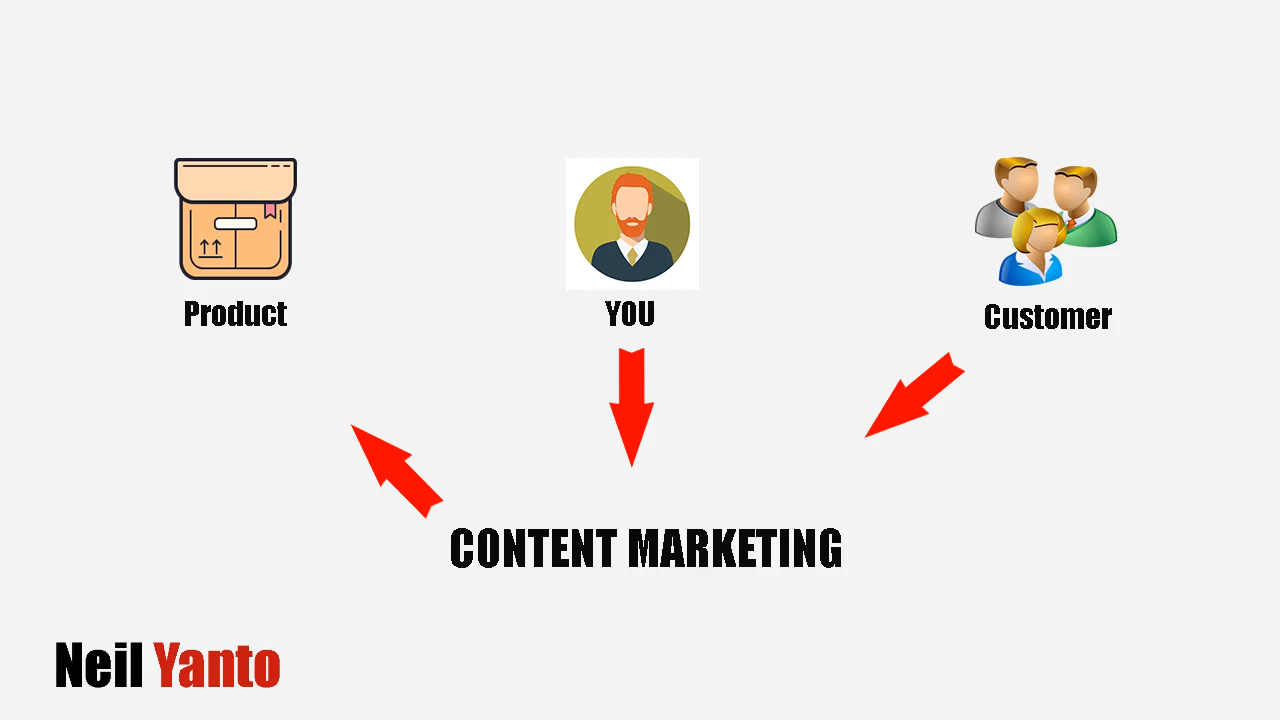 Product
YOU
Customer
CONTENT MARKETING
Neil Yanto